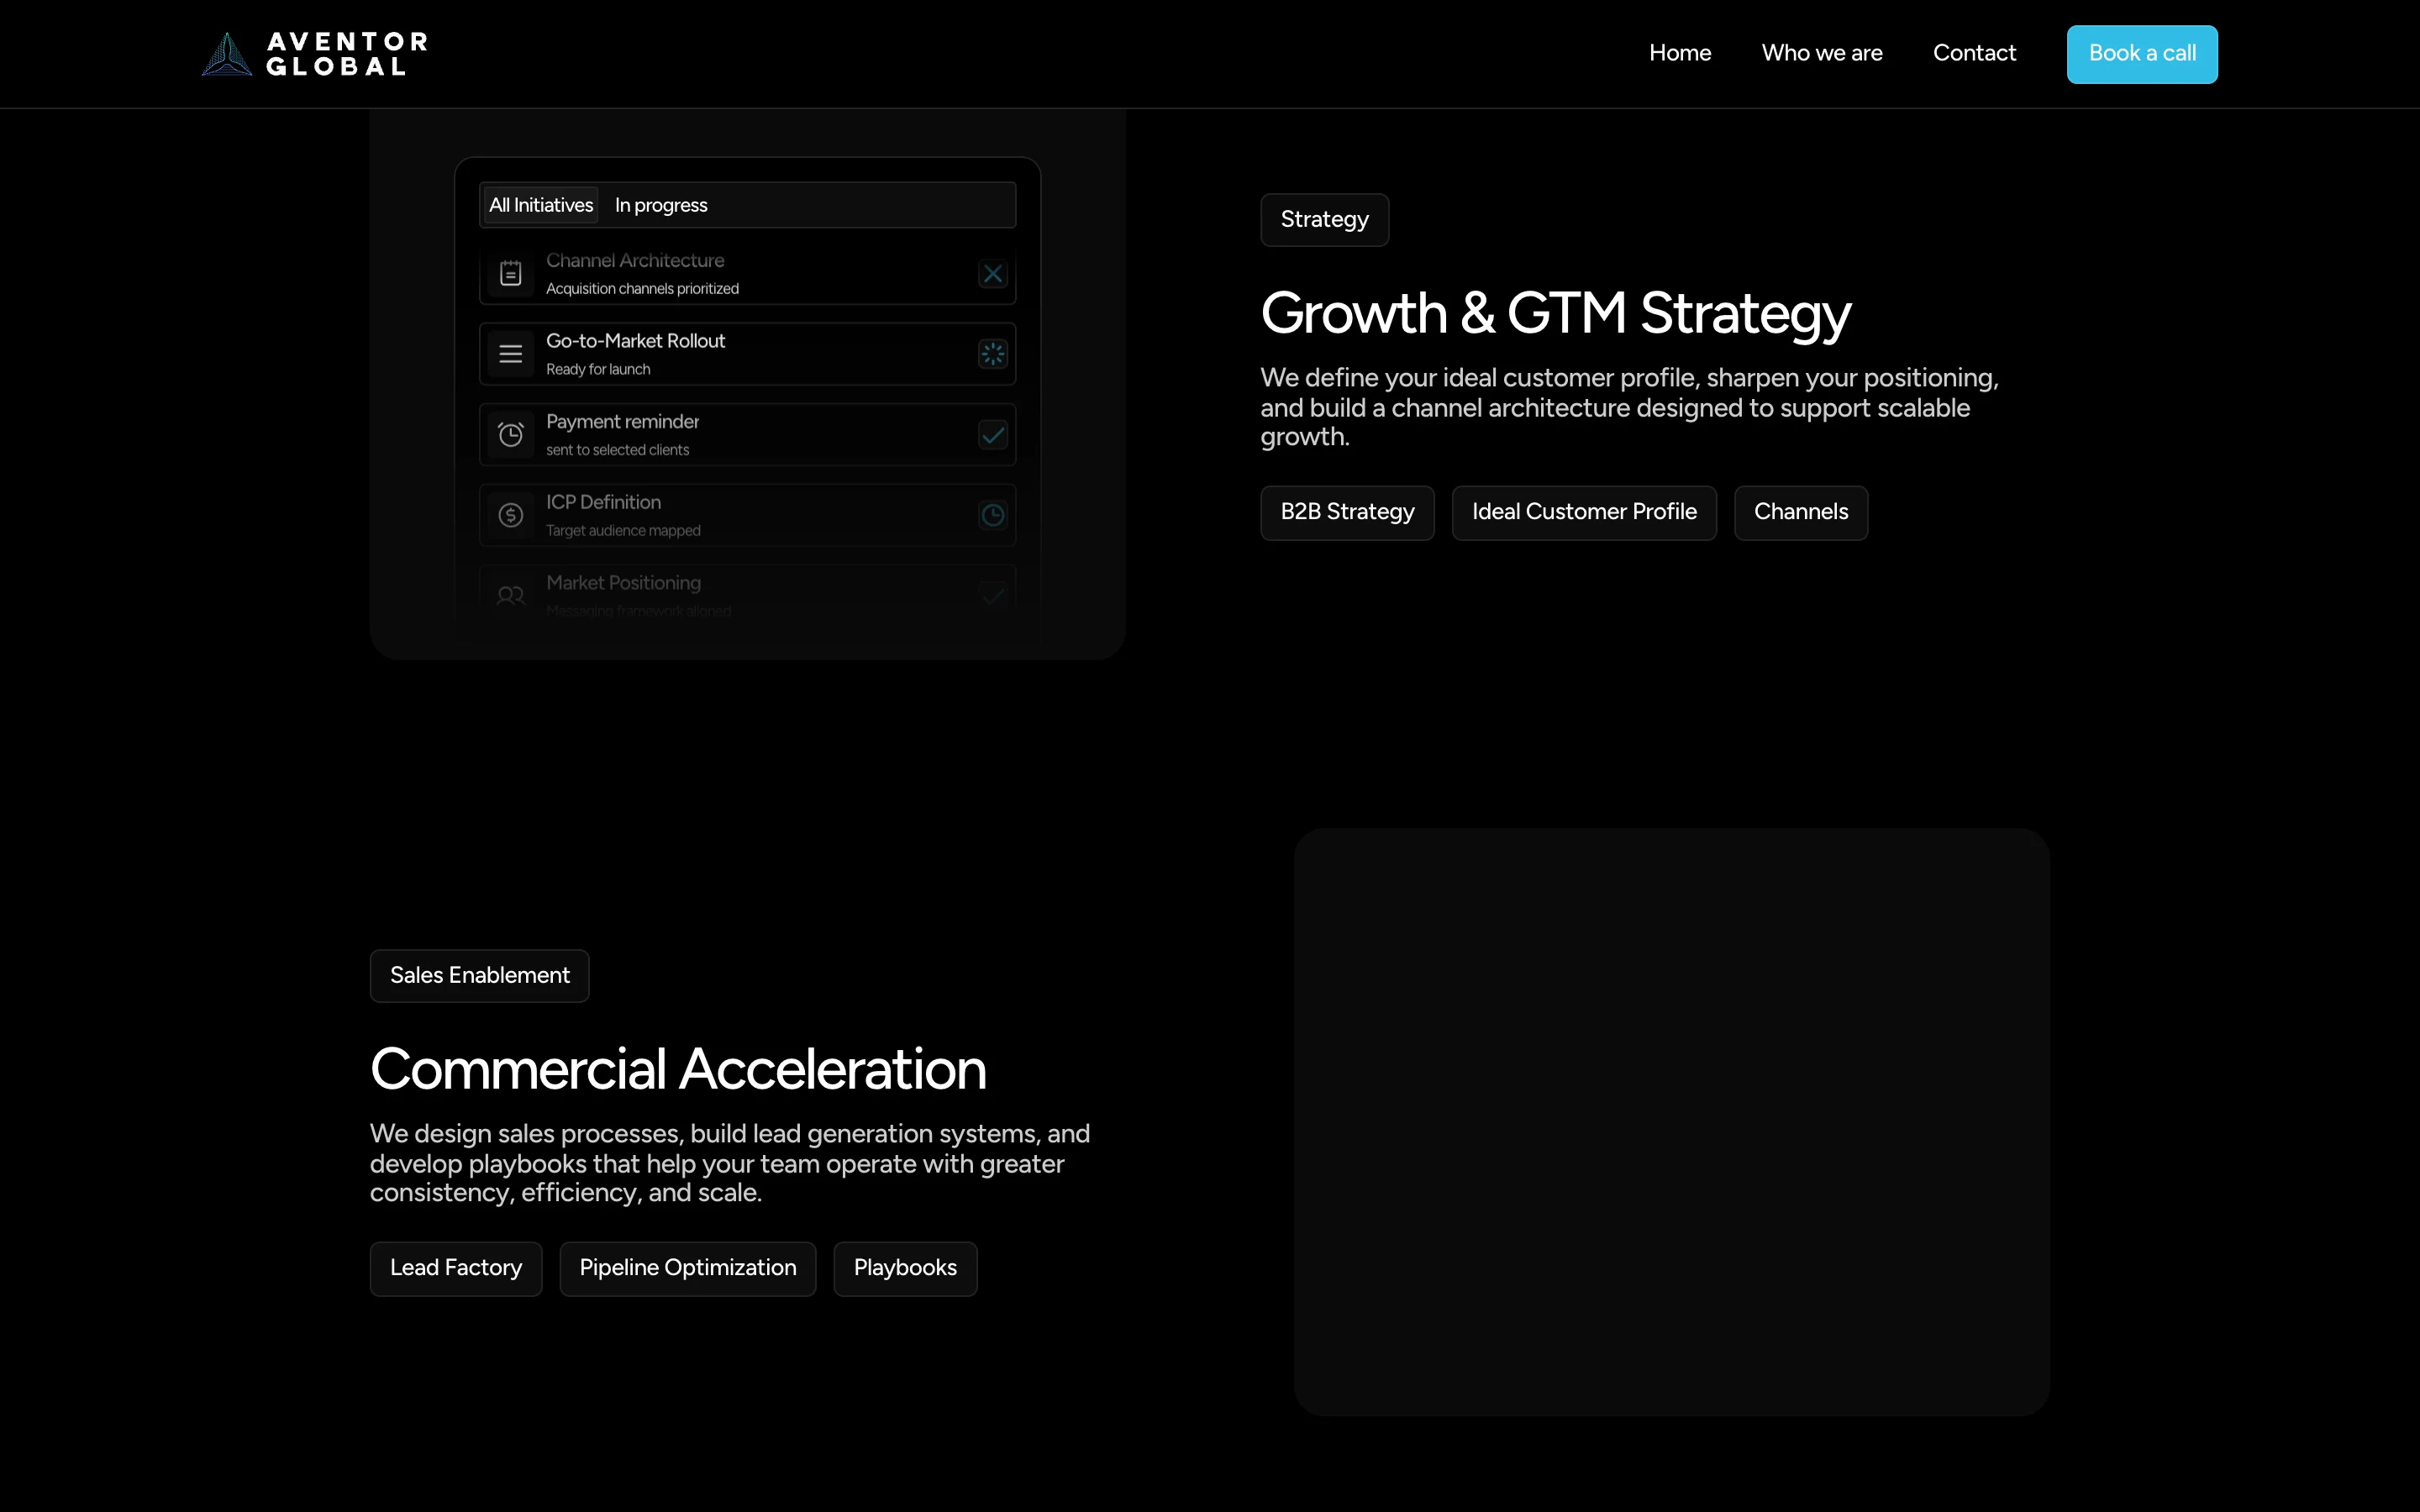 AVENTOR
GLOBAL
Home
Who we are
Contact
Book a call
All Initiatives
In progress
Channel Architecture
Acquisition channels prioritized
Go-to-Market Rollout
Ready for launch
Payment reminder
sent to selected clients
ICP Definition
Target audience mapped
Market Positioning
Messaging framework aligned
Strategy
Growth & GTM Strategy
We define your ideal customer profile, sharpen your positioning,
and build a channel architecture designed to support scalable
growth.
B2B Strategy
Ideal Customer Profile
Channels
Sales Enablement
Commercial Acceleration
We design sales processes, build lead generation systems, and
develop playbooks that help your team operate with greater
consistency, efficiency, and scale.
Lead Factory
Pipeline Optimization
Playbooks